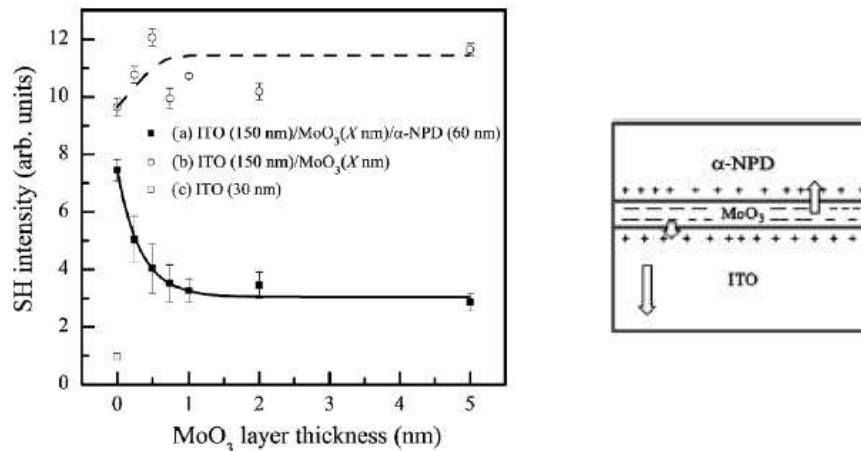 12
10
8
6
4
2
0
SH intensity (arb. units)
(a) ITO (150 nm)/MoO₃(X nm)/α-NPD (60 nm)
(b) ITO (150 nm)/MoO₃(X nm)
(c) ITO (30 nm)
0 1 2 3 4 5
MoO₃ layer thickness (nm)
α-NPD
+ + + + + + + + + + +
MoO₃
+ + + + + + + + + + +
ITO